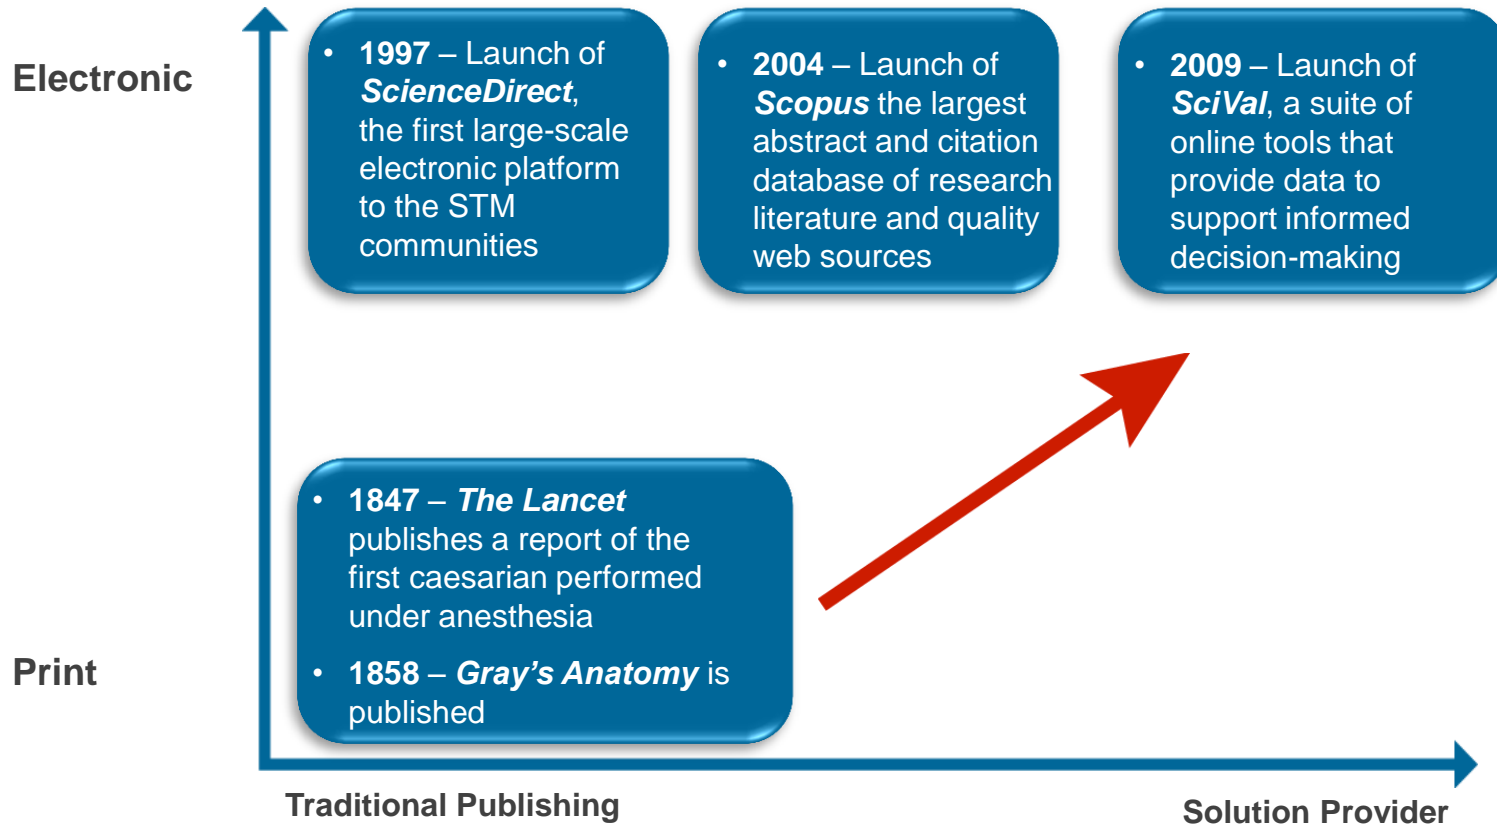 Electronic
• 1997 – Launch of
ScienceDirect,
the first large-scale
electronic platform
to the STM
communities
• 2004 – Launch of
Scopus the largest
abstract and citation
database of research
literature and quality
web sources
• 2009 – Launch of
SciVal, a suite of
online tools that
provide data to
support informed
decision-making
Print
• 1847 – The Lancet
publishes a report of the
first caesarian performed
under anesthesia
• 1858 – Gray’s Anatomy is
published
Traditional Publishing
Solution Provider